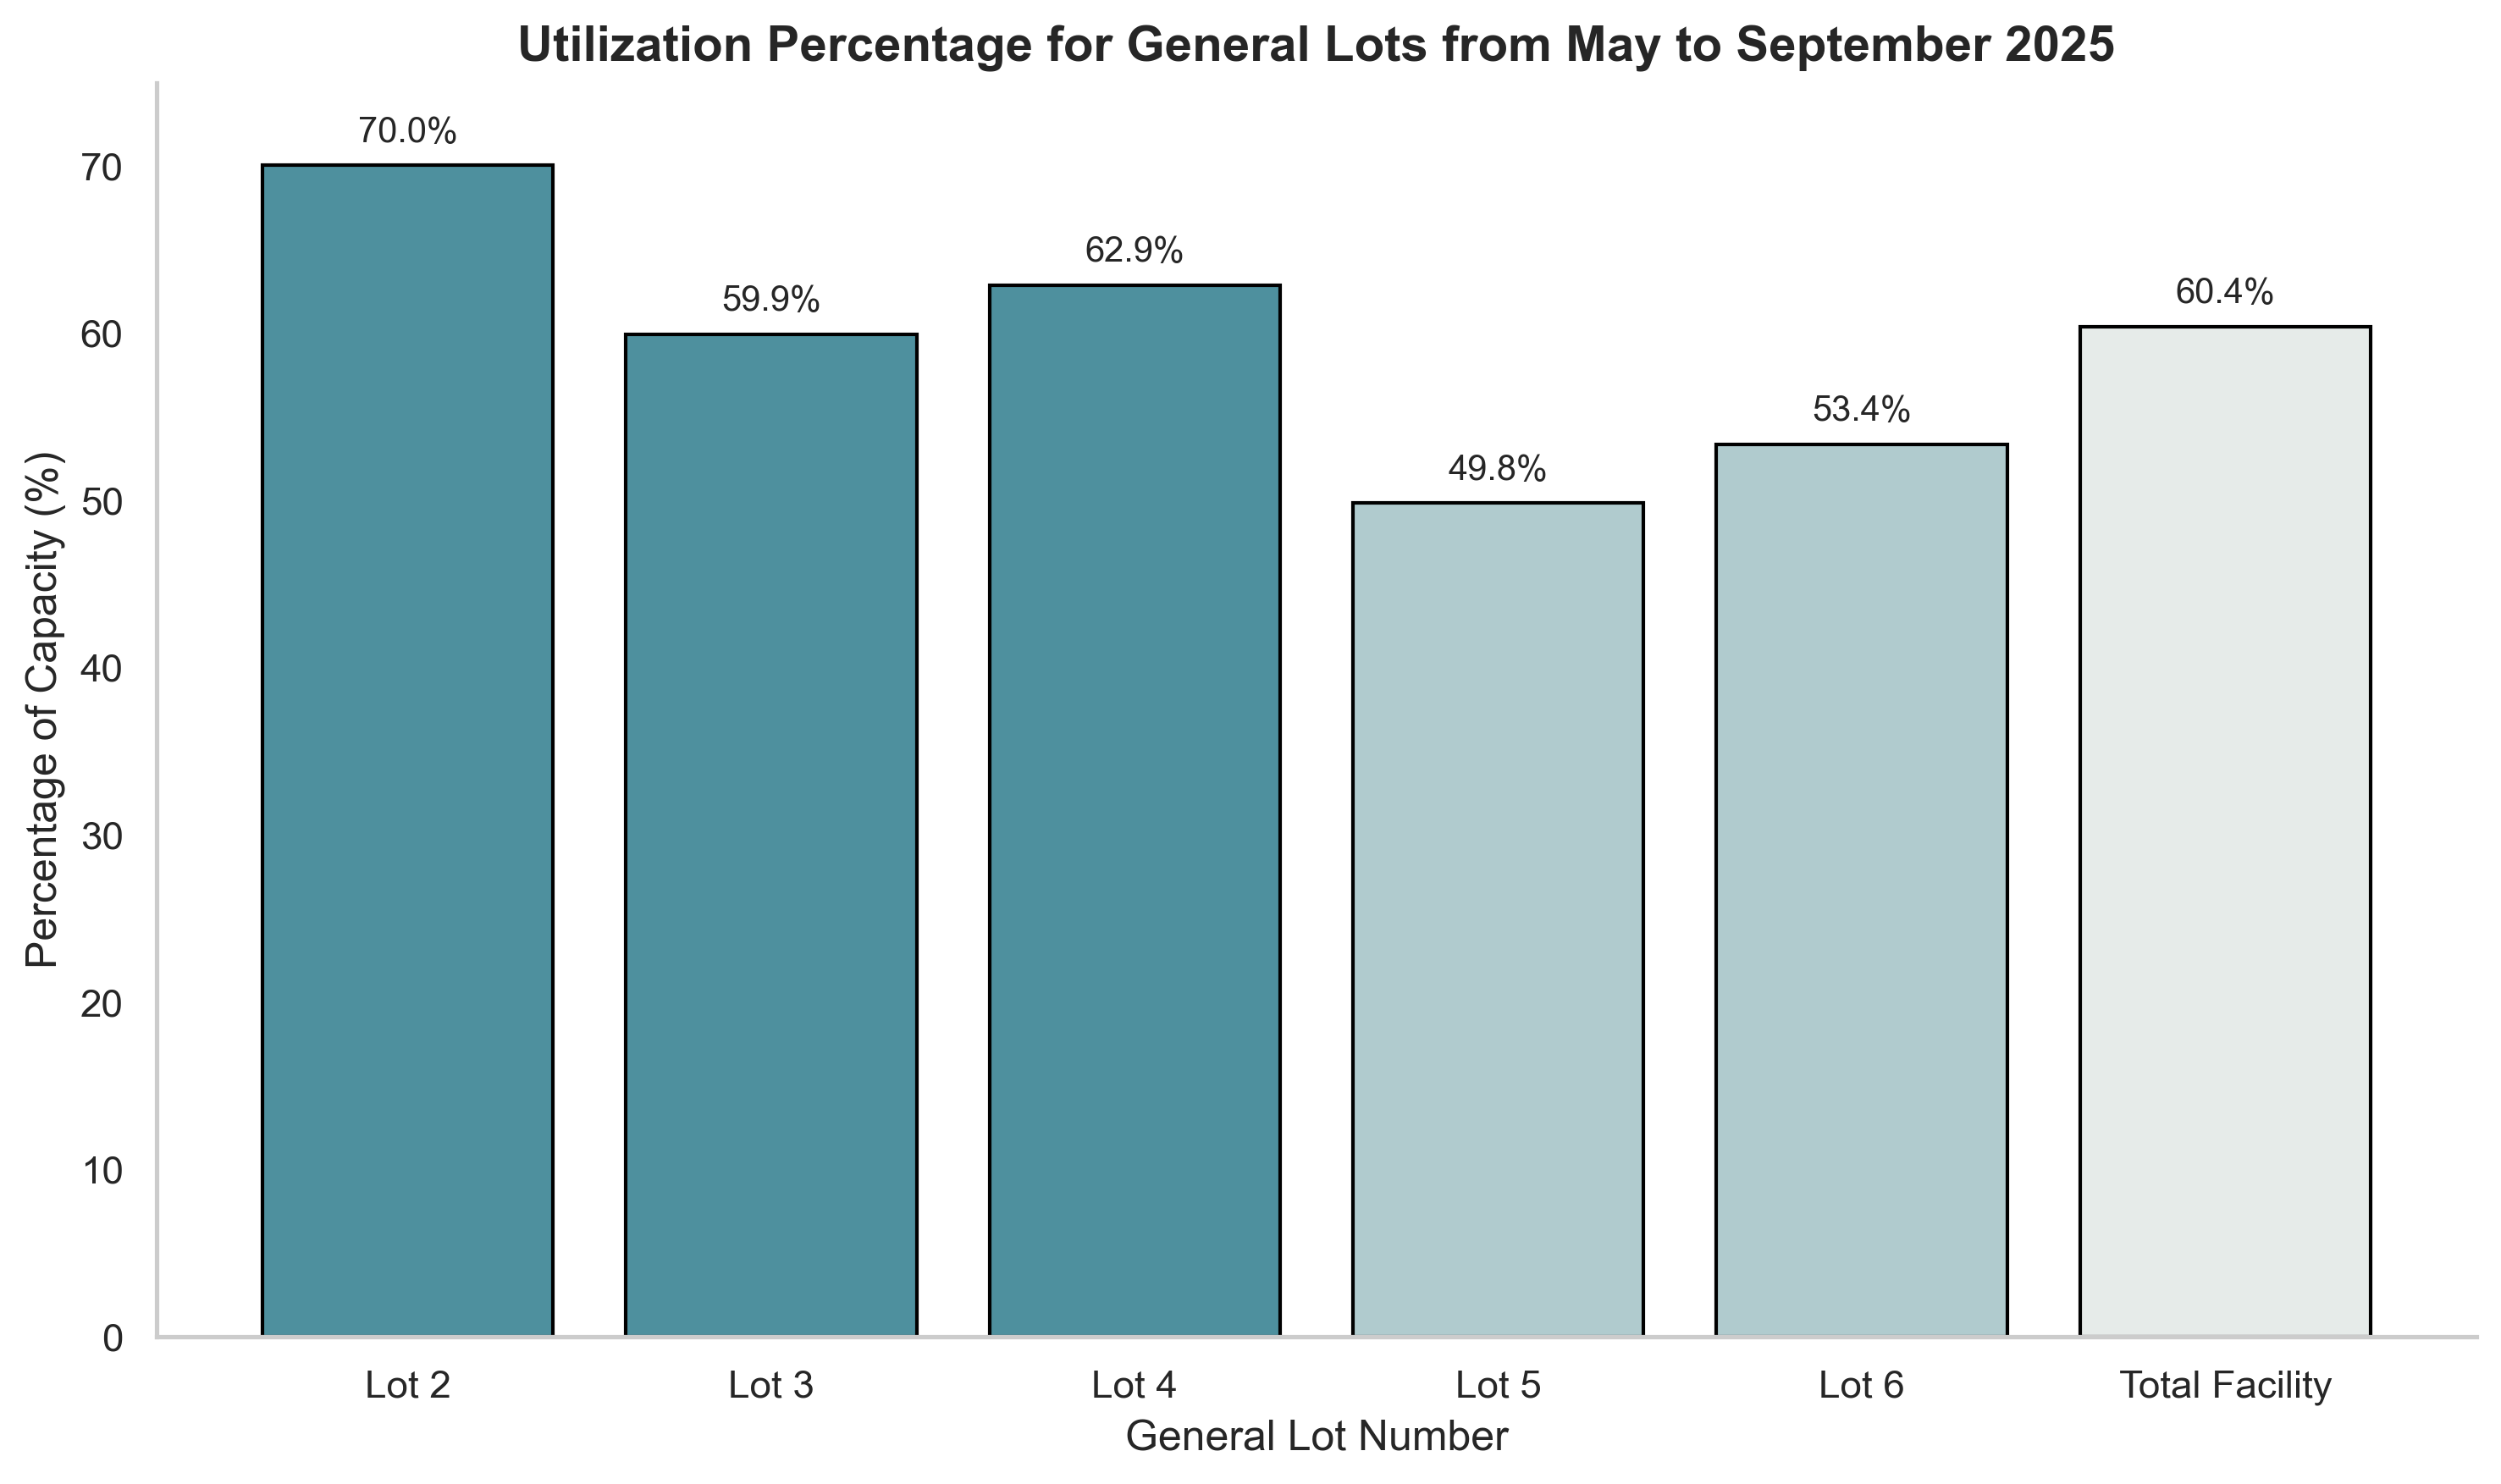 Utilization Percentage for General Lots from May to September 2025
Percentage of Capacity (%)
70
60
50
40
30
20
10
0
70.0%
59.9%
62.9%
49.8%
53.4%
60.4%
Lot 2
Lot 3
Lot 4
Lot 5
Lot 6
Total Facility
General Lot Number